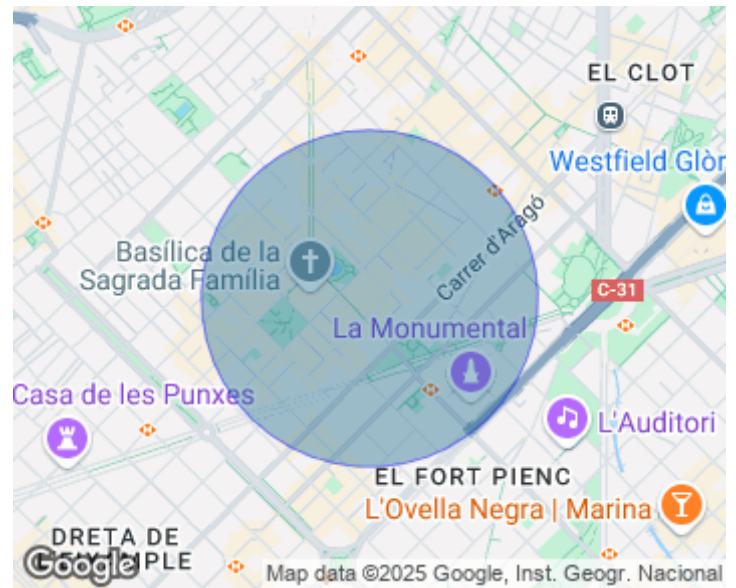 EL CLOT
Westfield Glòr
Basílica de la
Sagrada Família
Carrer d'Aragó
C-31
La Monumental
Casa de les Punxes
L'Auditori
EL FORT PIENC
L'Ovella Negra | Marina
DRETA DE
MPLE
Google
Map data ©2025 Google, Inst. Geogr. Nacional